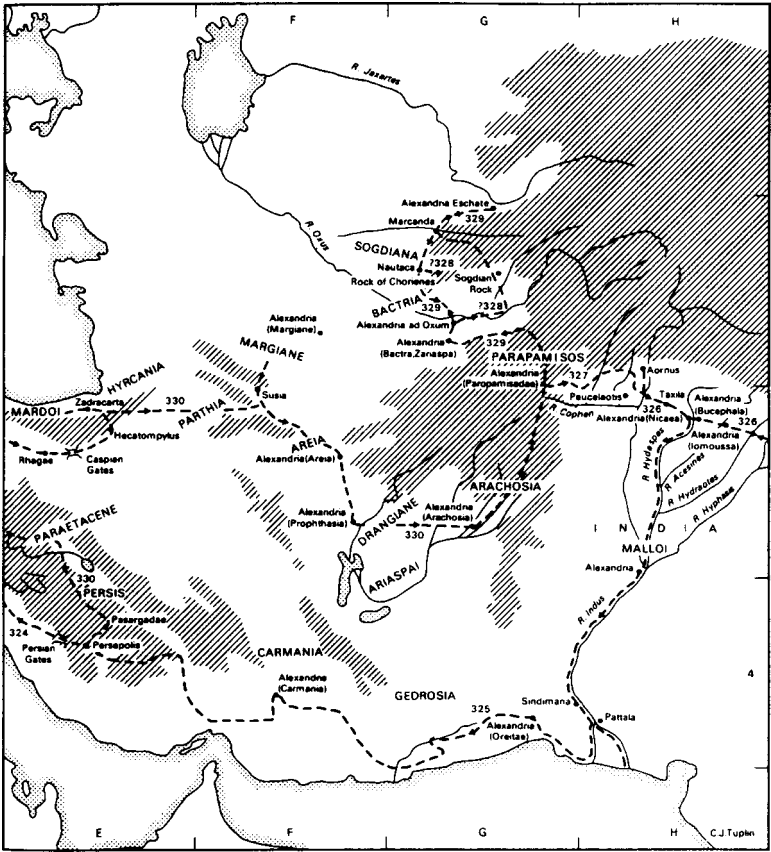 F
G
H
R. Jaxartes
Alexandria Eschate
329
Marcanda
R. Oxus
SOGDIANA
?328
Nautaca
Sogdian
Rock
Rock of Chorienes
BACTRIA
329
?328
Alexandria ad Oxum
Alexandria
(Margiane)
329
Alexandria
(Bactra, Zariaspa)
MARGIANE
PARAPAMISOS
HYRCANIA
327
Aornus
Alexandria
(Paropamisadae)
Zadracarta
330
Susia
Peucelaotis
Taxila
Alexandria
(Bucephala)
MARDOI
PARTHIA
R. Cophen
326
326
Alexandria(Nicaea)
Hecatompylus
AREIA
Alexandria
(Iomoussa)
Rhagae
Caspian
Gates
Alexandria(Areia)
R. Hydaspes
R. Acesines
ARACHOSIA
R. Hydraotes
Alexandria
(Prophthasia)
DRANGIANE
Alexandria
(Arachosia)
R. Hyphasis
PARAETACENE
330
I N D I A
MALLOI
330
ARIASPAI
Alexandria
PERSIS
Pasargadae
R. Indus
324
Persian
Gates
Persepolis
CARMANIA
4
Alexandria
(Carmania)
GEDROSIA
325
Sindimana
Pattala
Alexandria
(Oreitae)
E
F
G
H
C.J.Tuplin